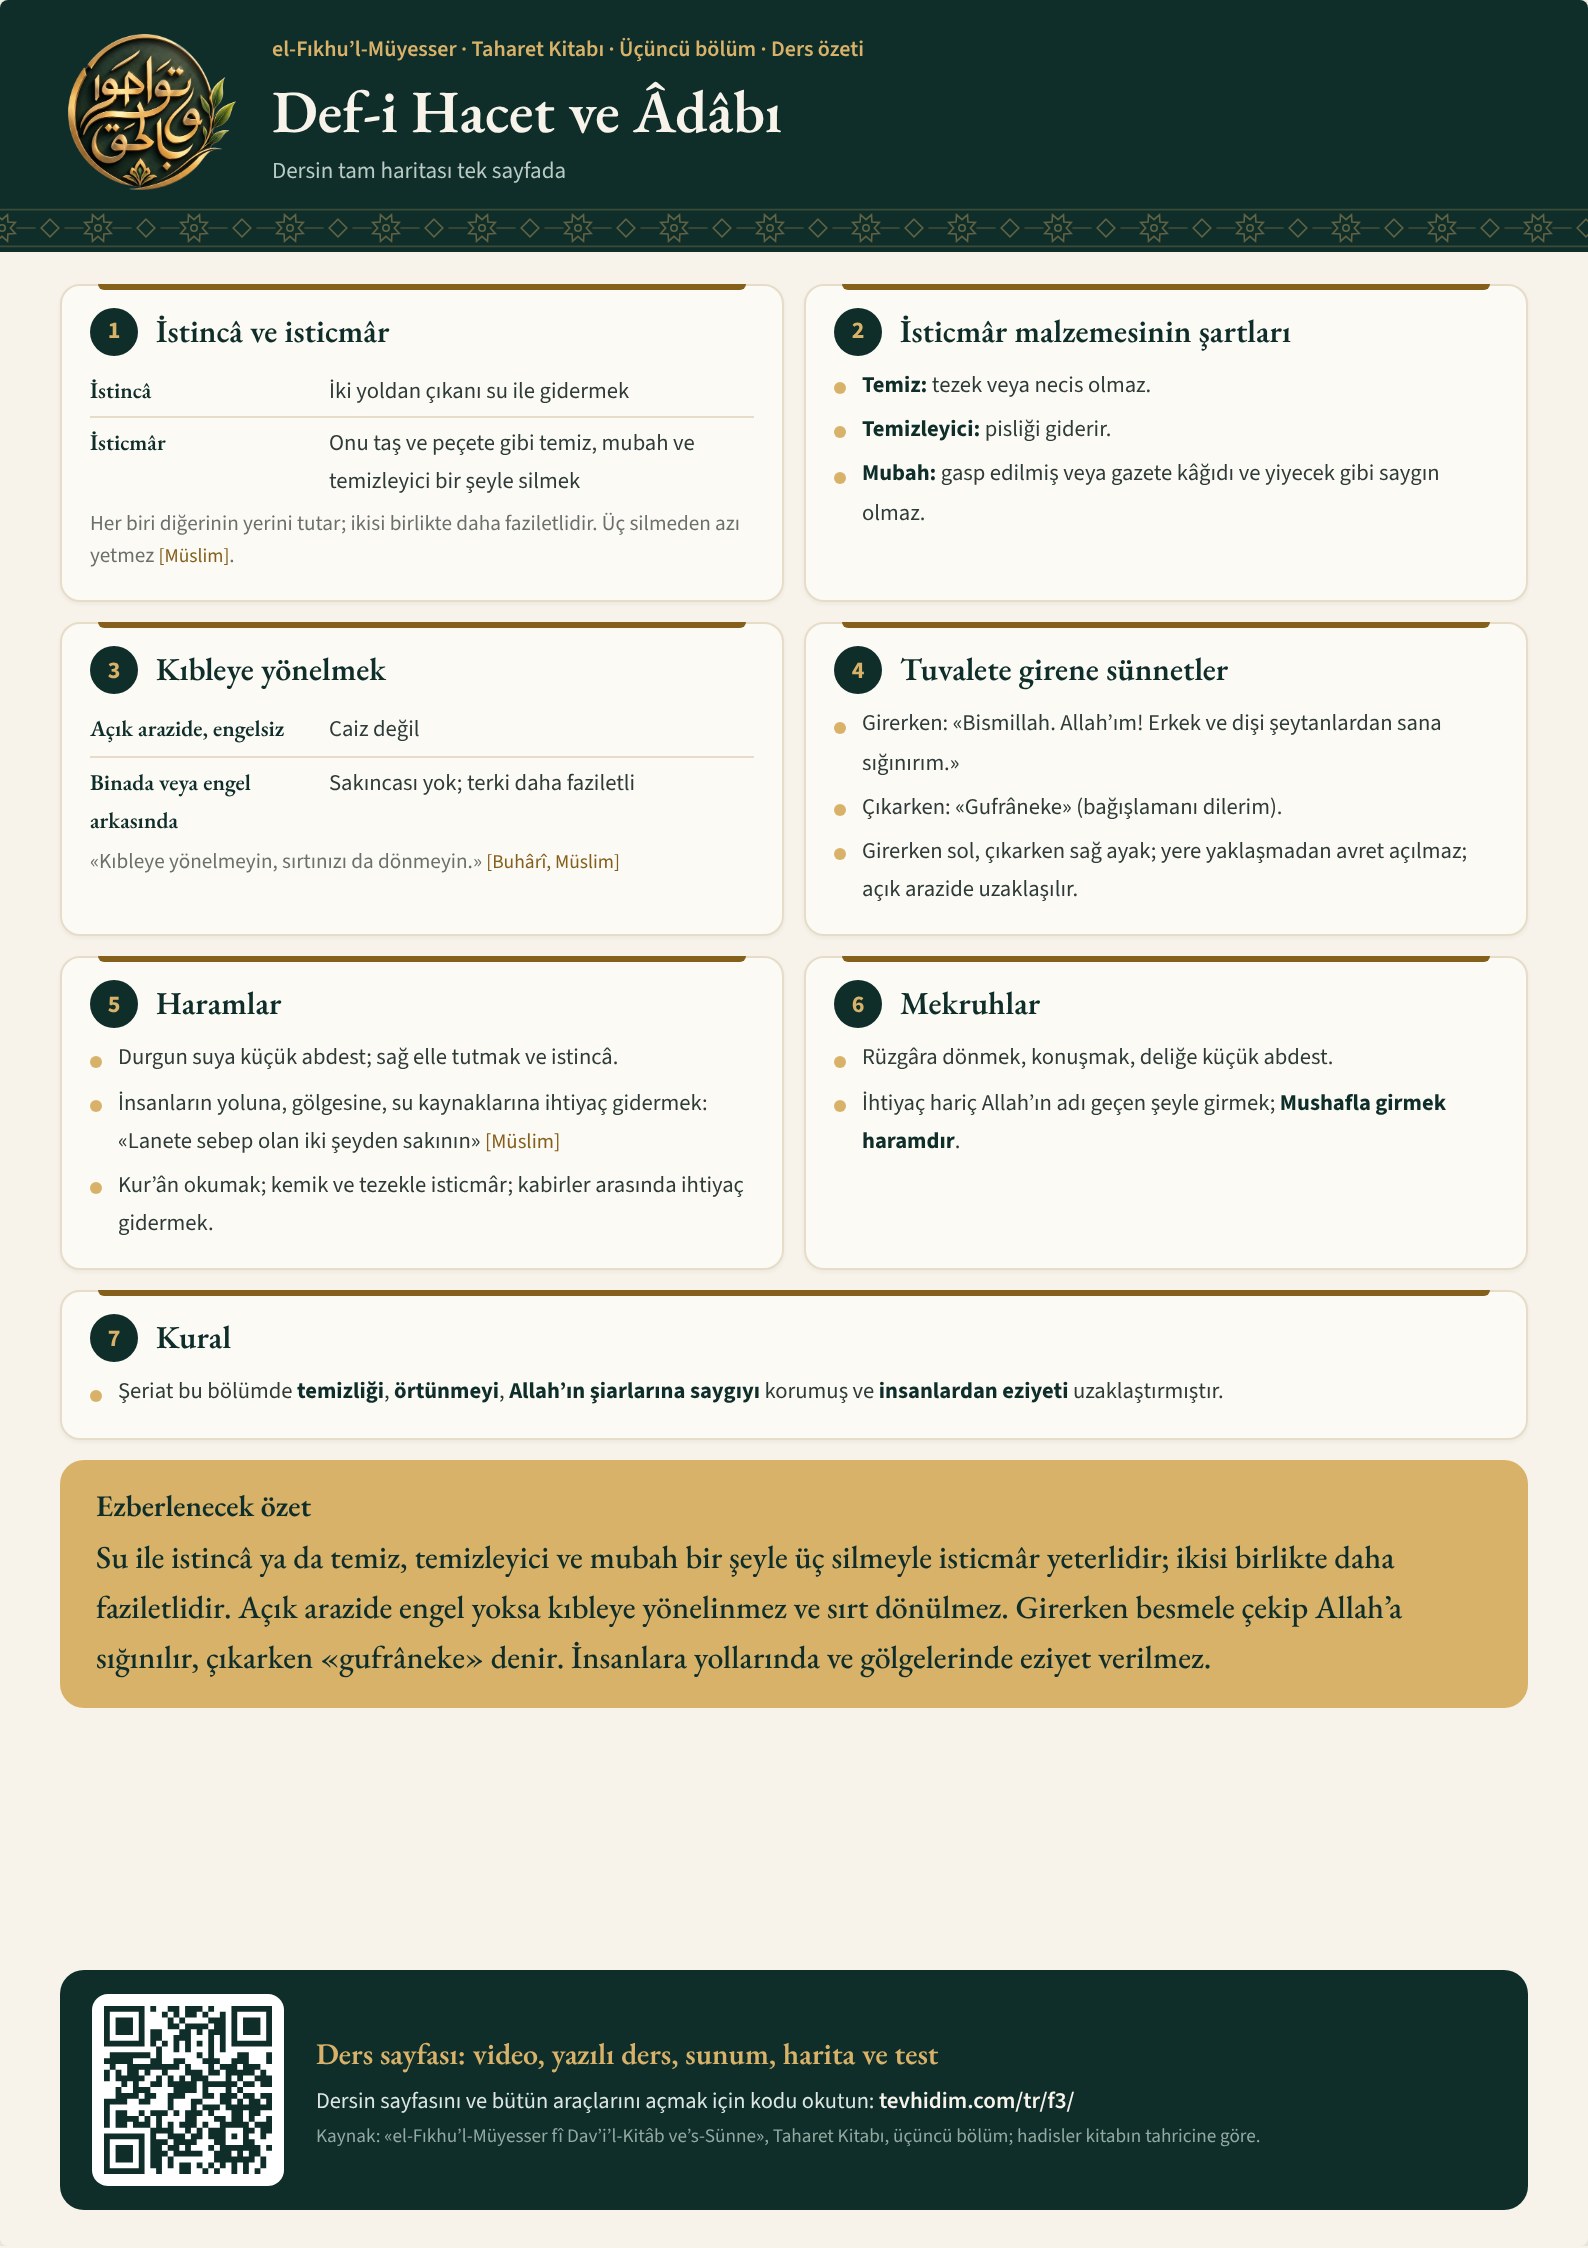 وتواصوا بالحق
el-Fıkhu’l-Müyesser · Taharet Kitabı · Üçüncü bölüm · Ders özeti
Def-i Hacet ve Âdâbı
Dersin tam haritası tek sayfada
1 İstincâ ve isticmâr
İstincâ İki yoldan çıkanı su ile gidermek
İsticmâr Onu taş ve peçete gibi temiz, mubah ve
temizleyici bir şeyle silmek
Her biri diğerinin yerini tutar; ikisi birlikte daha faziletlidir. Üç silmeden azı
yetmez [Müslim].
2 İsticmâr malzemesinin şartları
Temiz: tezek veya necis olmaz.
Temizleyici: pisliği giderir.
Mubah: gasp edilmiş veya gazete kâğıdı ve yiyecek gibi saygın
olmaz.
3 Kıbleye yönelmek
Açık arazide, engelsiz Caiz değil
Binada veya engel Sakıncası yok; terki daha faziletli
arkasında
«Kıbleye yönelmeyin, sırtınızı da dönmeyin.» [Buhârî, Müslim]
4 Tuvalete girene sünnetler
Girerken: «Bismillah. Allah’ım! Erkek ve dişi şeytanlardan sana
sığınırım.»
Çıkarken: «Gufrâneke» (bağışlamanı dilerim).
Girerken sol, çıkarken sağ ayak; yere yaklaşmadan avret açılmaz;
açık arazide uzaklaşılır.
5 Haramlar
Durgun suya küçük abdest; sağ elle tutmak ve istincâ.
İnsanların yoluna, gölgesine, su kaynaklarına ihtiyaç gidermek:
«Lanete sebep olan iki şeyden sakının» [Müslim]
Kur’ân okumak; kemik ve tezekle isticmâr; kabirler arasında ihtiyaç
gidermek.
6 Mekruhlar
Rüzgâra dönmek, konuşmak, deliğe küçük abdest.
İhtiyaç hariç Allah’ın adı geçen şeyle girmek; Mushafla girmek
haramdır.
7 Kural
Şeriat bu bölümde temizliği, örtünmeyi, Allah’ın şiarlarına saygıyı korumuş ve insanlardan eziyeti uzaklaştırmıştır.
Ezberlenecek özet
Su ile istincâ ya da temiz, temizleyici ve mubah bir şeyle üç silmeyle isticmâr yeterlidir; ikisi birlikte daha
faziletlidir. Açık arazide engel yoksa kıbleye yönelinmez ve sırt dönülmez. Girerken besmele çekip Allah’a
sığınılır, çıkarken «gufrâneke» denir. İnsanlara yollarında ve gölgelerinde eziyet verilmez.
Ders sayfası: video, yazılı ders, sunum, harita ve test
Dersin sayfasını ve bütün araçlarını açmak için kodu okutun: tevhidim.com/tr/f3/
Kaynak: «el-Fıkhu’l-Müyesser fî Dav’i’l-Kitâb ve’s-Sünne», Taharet Kitabı, üçüncü bölüm; hadisler kitabın tahricine göre.